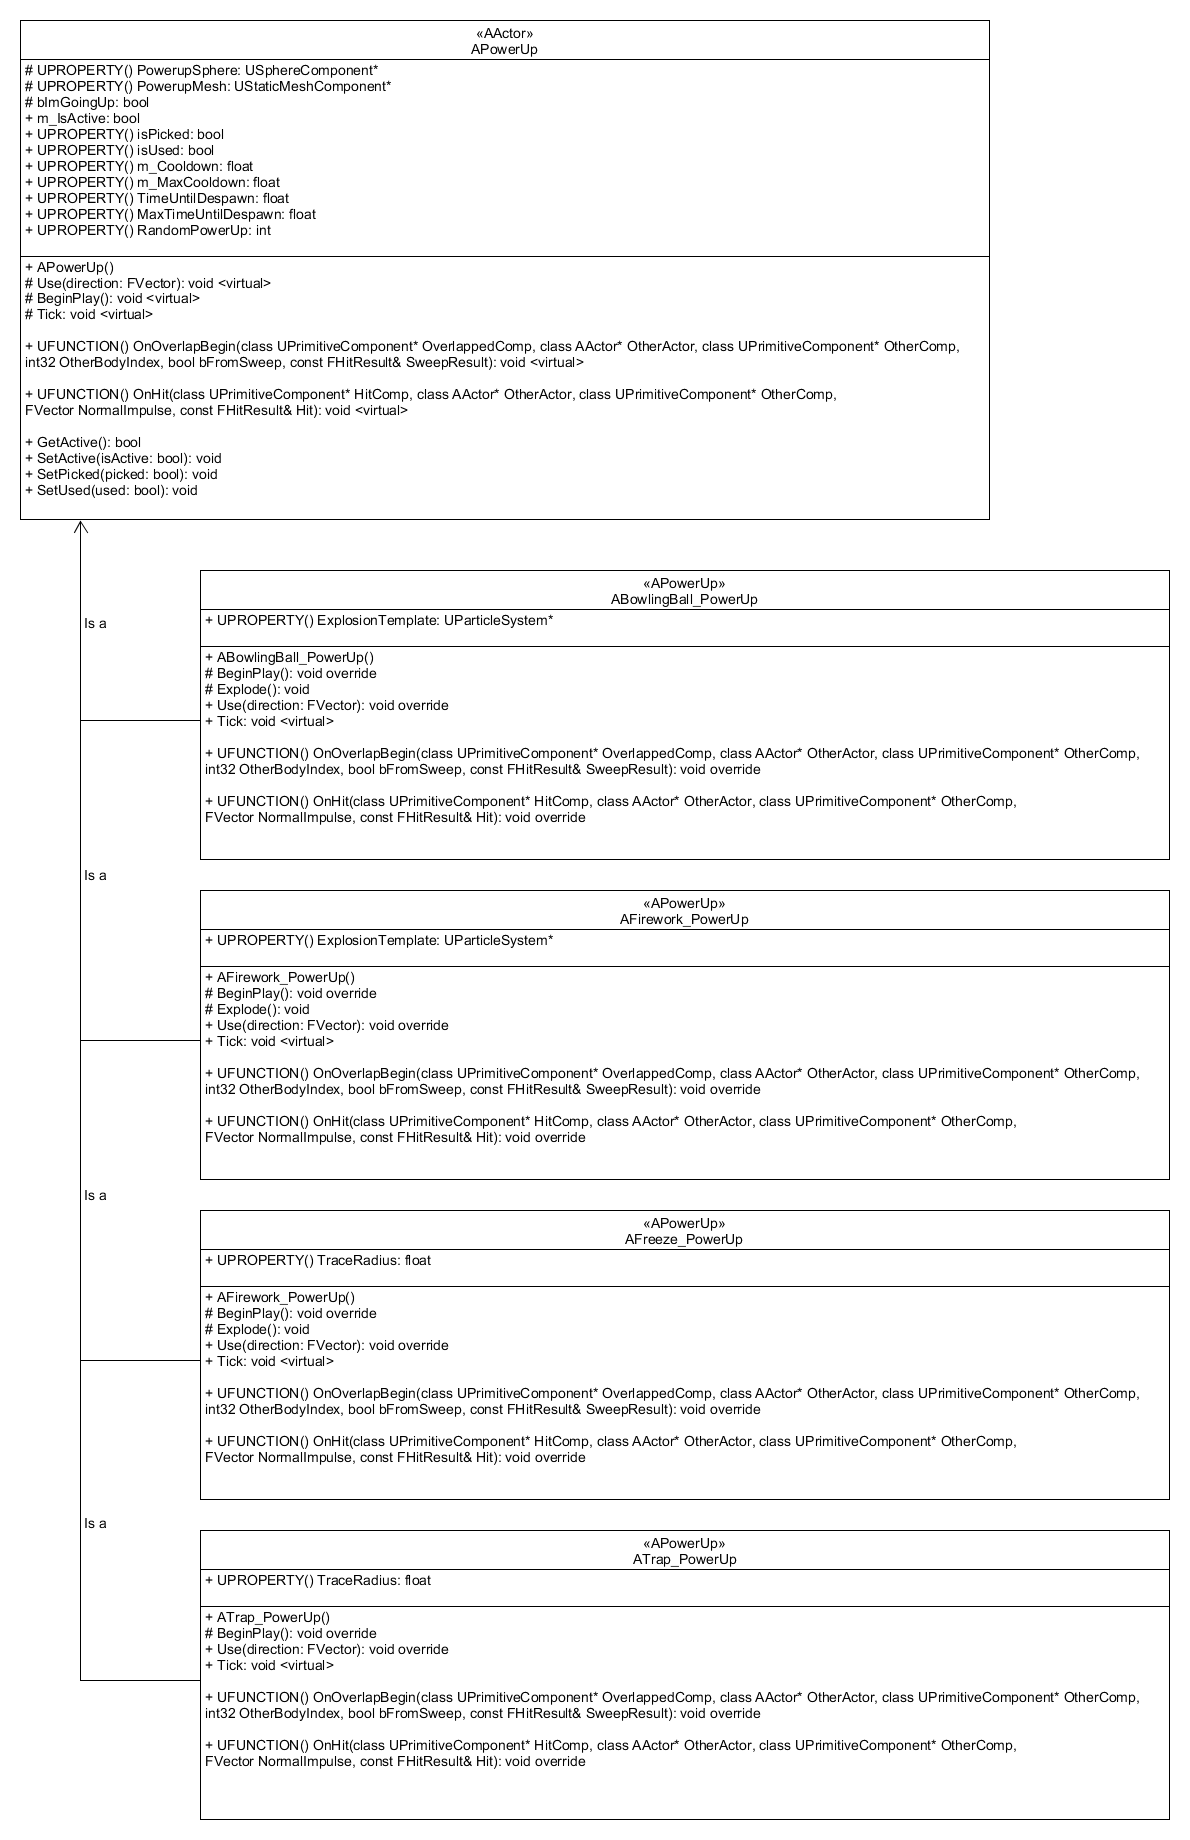 «AActor»
APowerUp
# UPROPERTY() PowerupSphere: USphereComponent*
# UPROPERTY() PowerupMesh: UStaticMeshComponent*
# bImGoingUp: bool
+ m_IsActive: bool
+ UPROPERTY() isPicked: bool
+ UPROPERTY() isUsed: bool
+ UPROPERTY() m_Cooldown: float
+ UPROPERTY() m_MaxCooldown: float
+ UPROPERTY() TimeUntilDespawn: float
+ UPROPERTY() MaxTimeUntilDespawn: float
+ UPROPERTY() RandomPowerUp: int
+ APowerUp()
# Use(direction: FVector): void <virtual>
# BeginPlay(): void <virtual>
# Tick: void <virtual>
+ UFUNCTION() OnOverlapBegin(class UPrimitiveComponent* OverlappedComp, class AActor* OtherActor, class UPrimitiveComponent* OtherComp,
int32 OtherBodyIndex, bool bFromSweep, const FHitResult& SweepResult): void <virtual>
+ UFUNCTION() OnHit(class UPrimitiveComponent* HitComp, class AActor* OtherActor, class UPrimitiveComponent* OtherComp,
FVector NormalImpulse, const FHitResult& Hit): void <virtual>
+ GetActive(): bool
+ SetActive(isActive: bool): void
+ SetPicked(picked: bool): void
+ SetUsed(used: bool): void
Is a
«APowerUp»
ABowlingBall_PowerUp
+ UPROPERTY() ExplosionTemplate: UParticleSystem*
+ ABowlingBall_PowerUp()
# BeginPlay(): void override
# Explode(): void
+ Use(direction: FVector): void override
+ Tick: void <virtual>
+ UFUNCTION() OnOverlapBegin(class UPrimitiveComponent* OverlappedComp, class AActor* OtherActor, class UPrimitiveComponent* OtherComp,
int32 OtherBodyIndex, bool bFromSweep, const FHitResult& SweepResult): void override
+ UFUNCTION() OnHit(class UPrimitiveComponent* HitComp, class AActor* OtherActor, class UPrimitiveComponent* OtherComp,
FVector NormalImpulse, const FHitResult& Hit): void override
Is a
«APowerUp»
AFirework_PowerUp
+ UPROPERTY() ExplosionTemplate: UParticleSystem*
+ AFirework_PowerUp()
# BeginPlay(): void override
# Explode(): void
+ Use(direction: FVector): void override
+ Tick: void <virtual>
+ UFUNCTION() OnOverlapBegin(class UPrimitiveComponent* OverlappedComp, class AActor* OtherActor, class UPrimitiveComponent* OtherComp,
int32 OtherBodyIndex, bool bFromSweep, const FHitResult& SweepResult): void override
+ UFUNCTION() OnHit(class UPrimitiveComponent* HitComp, class AActor* OtherActor, class UPrimitiveComponent* OtherComp,
FVector NormalImpulse, const FHitResult& Hit): void override
Is a
«APowerUp»
AFreeze_PowerUp
+ UPROPERTY() TraceRadius: float
+ AFirework_PowerUp()
# BeginPlay(): void override
# Explode(): void
+ Use(direction: FVector): void override
+ Tick: void <virtual>
+ UFUNCTION() OnOverlapBegin(class UPrimitiveComponent* OverlappedComp, class AActor* OtherActor, class UPrimitiveComponent* OtherComp,
int32 OtherBodyIndex, bool bFromSweep, const FHitResult& SweepResult): void override
+ UFUNCTION() OnHit(class UPrimitiveComponent* HitComp, class AActor* OtherActor, class UPrimitiveComponent* OtherComp,
FVector NormalImpulse, const FHitResult& Hit): void override
Is a
«APowerUp»
ATrap_PowerUp
+ UPROPERTY() TraceRadius: float
+ ATrap_PowerUp()
# BeginPlay(): void override
+ Use(direction: FVector): void override
+ Tick: void <virtual>
+ UFUNCTION() OnOverlapBegin(class UPrimitiveComponent* OverlappedComp, class AActor* OtherActor, class UPrimitiveComponent* OtherComp,
int32 OtherBodyIndex, bool bFromSweep, const FHitResult& SweepResult): void override
+ UFUNCTION() OnHit(class UPrimitiveComponent* HitComp, class AActor* OtherActor, class UPrimitiveComponent* OtherComp,
FVector NormalImpulse, const FHitResult& Hit): void override